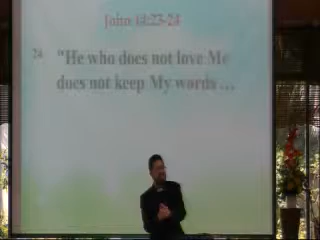 John 14:23-24
24 "He who does not love Me
does not keep My words ...